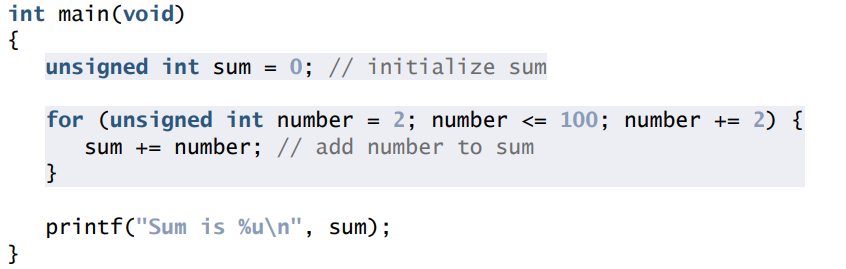 int main(void)
{
   unsigned int sum = 0; // initialize sum
   for (unsigned int number = 2; number <= 100; number += 2) {
      sum += number; // add number to sum
   }
   printf("Sum is %u\n", sum);
}